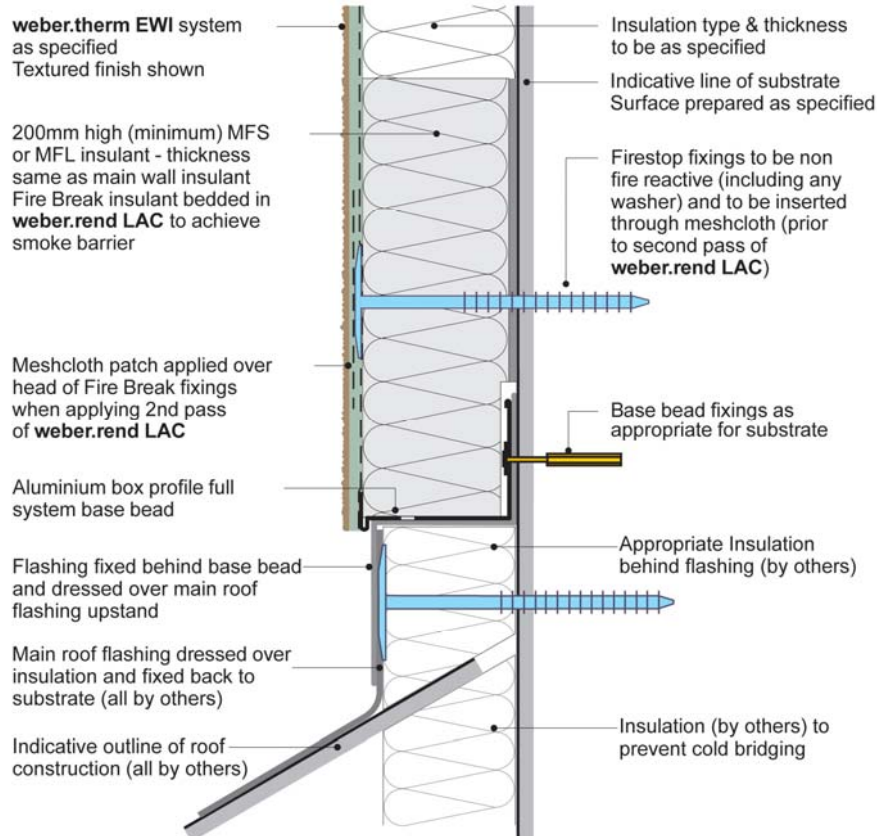 weber.therm EWI system
as specified
Textured finish shown
200mm high (minimum) MFS
or MFL insulant - thickness
same as main wall insulant
Fire Break insulant bedded in
weber.rend LAC to achieve
smoke barrier
Meshcloth patch applied over
head of Fire Break fixings
when applying 2nd pass
of weber.rend LAC
Aluminium box profile full
system base bead
Flashing fixed behind base bead
and dressed over main roof
flashing upstand
Main roof flashing dressed over
insulation and fixed back to
substrate (all by others)
Indicative outline of roof
construction (all by others)
Insulation type & thickness
to be as specified
Indicative line of substrate
Surface prepared as specified
Firestop fixings to be non
fire reactive (including any
washer) and to be inserted
through meshcloth (prior
to second pass of
weber.rend LAC)
Base bead fixings as
appropriate for substrate
Appropriate Insulation
behind flashing (by others)
Insulation (by others) to
prevent cold bridging